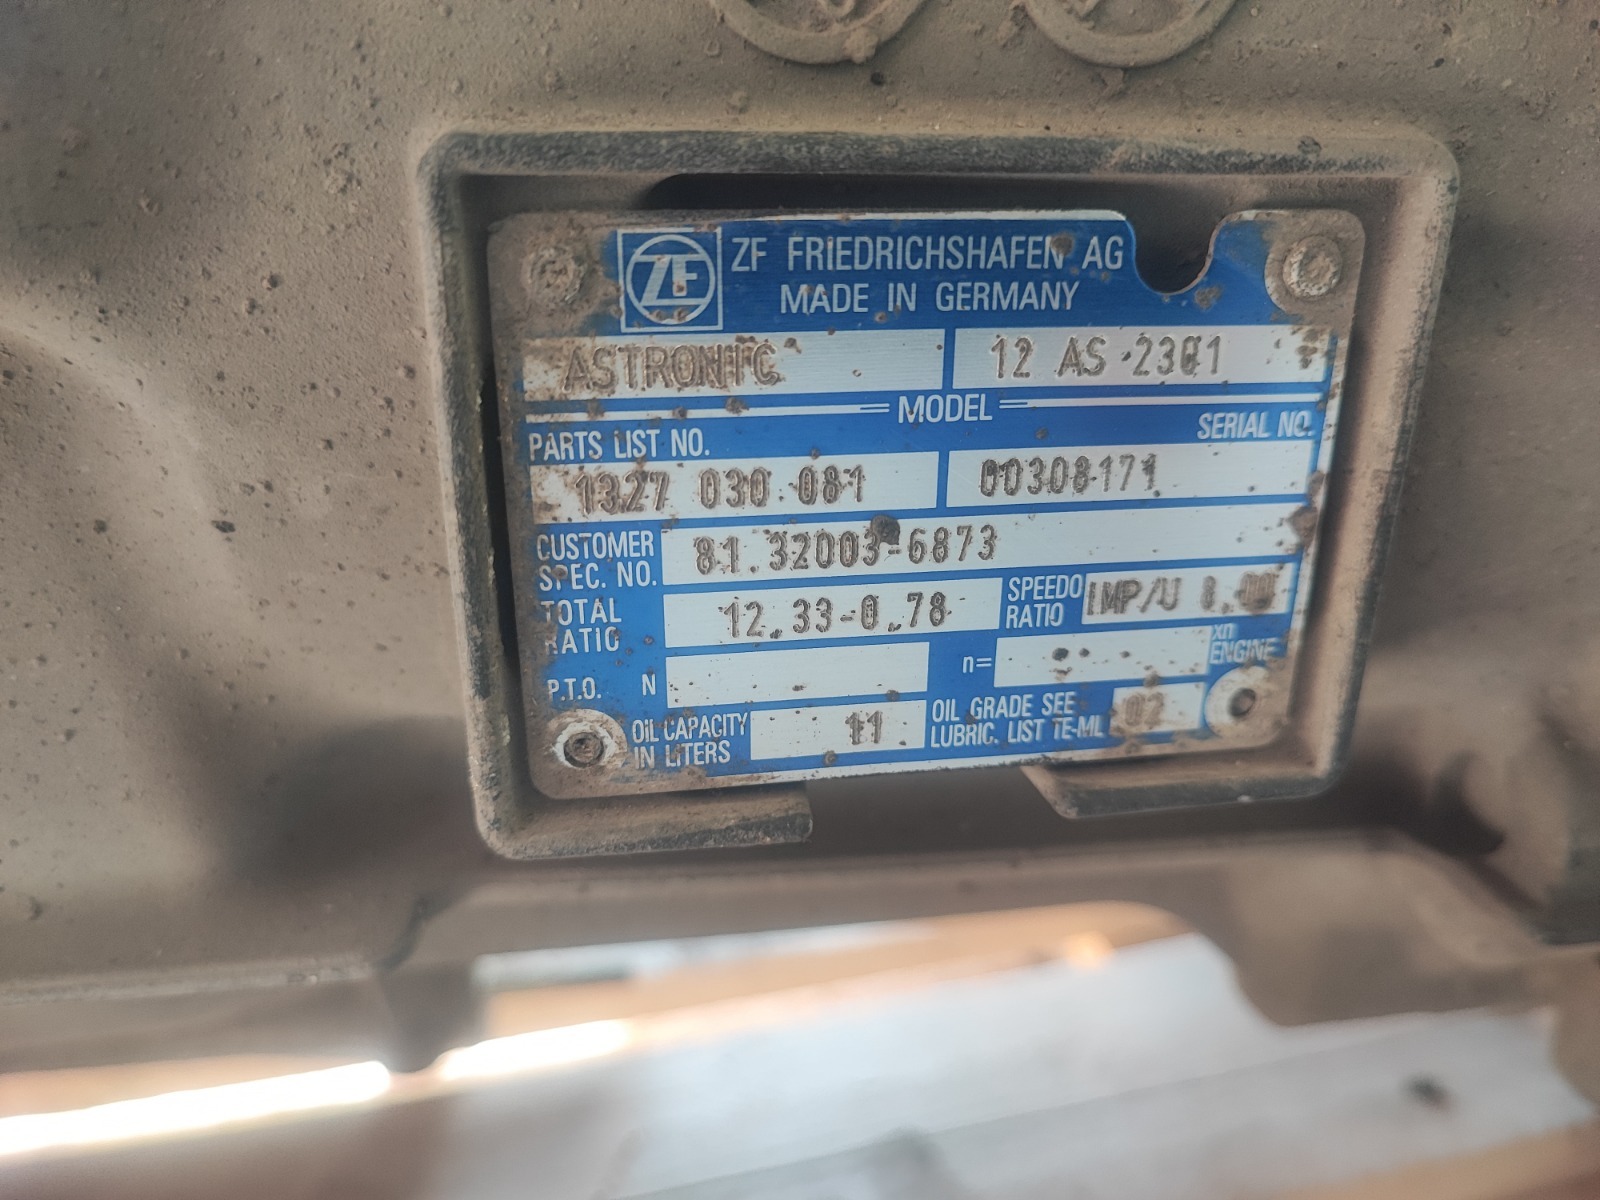 ZF
ZF FRIEDRICHSHAFEN AG
MADE IN GERMANY
ASTRONIC 12 AS 2301
MODEL
PARTS LIST NO. SERIAL NO.
1327 030 081 00308171
CUSTOMER SPEC. NO. 81.32003-6873
TOTAL RATIO 12.33-0.78 SPEEDO RATIO IMP/U 8.00
P.T.O. N n= xn ENGINE
OIL CAPACITY IN LITERS 11 OIL GRADE SEE LUBRIC. LIST TE-ML 02